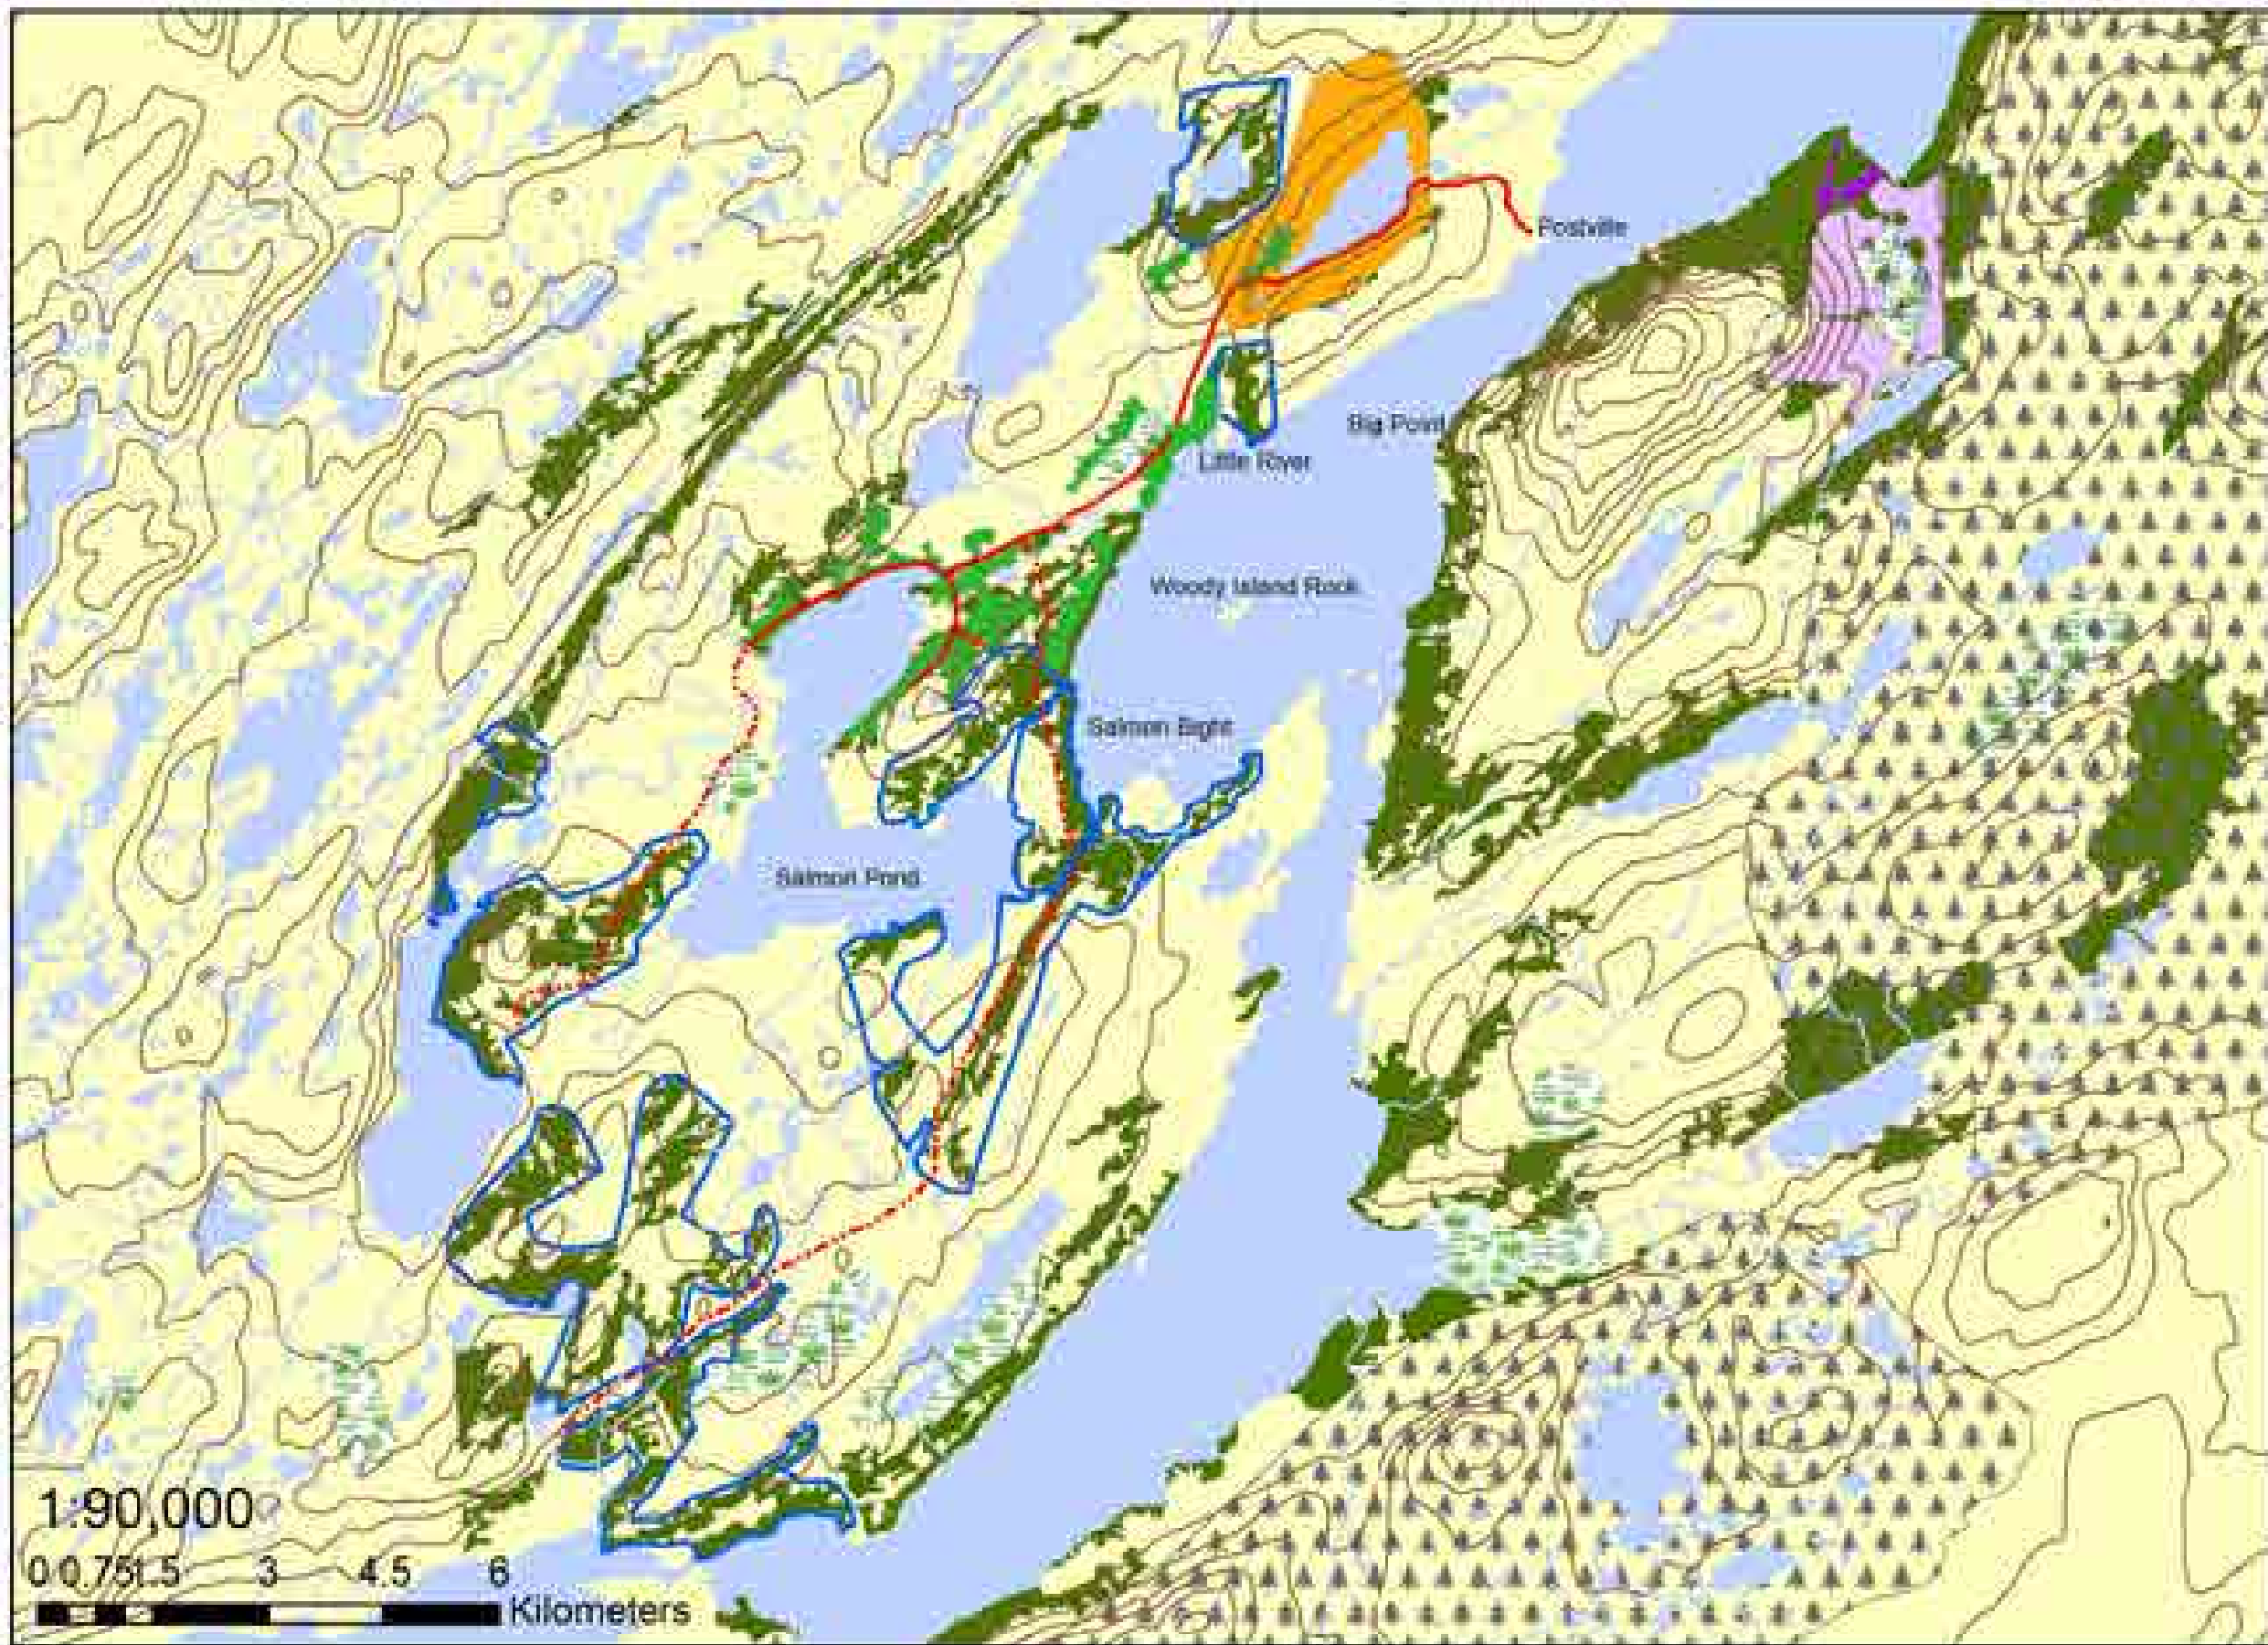 Postville
Big Point
Little River
Woody Island Rock
Salmon Bight
Salmon Pond
1:90,000
0 0.75 1.5 3 4.5 6
Kilometers